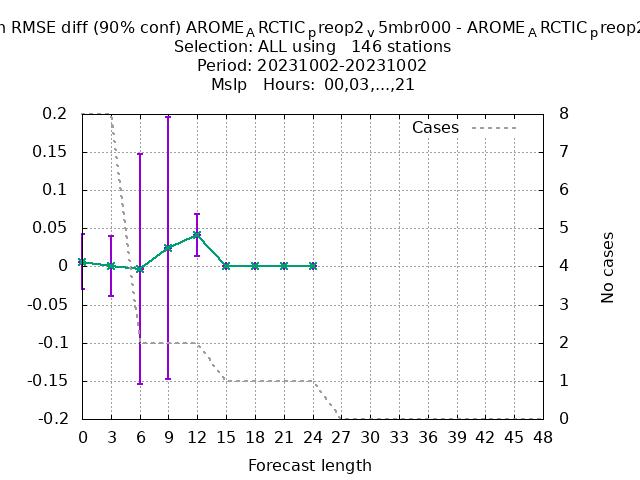 RMSE diff (90% conf) AROME_ARCTIC_preop2_v5mbr000 - AROME_ARCTIC_preop2
Selection: ALL using 146 stations
Period: 20231002-20231002
Mslp Hours: 00,03,...,21
Cases
0.2
0.15
0.1
0.05
0
-0.05
-0.1
-0.15
-0.2
8
7
6
5
4
3
2
1
0
No cases
0 3 6 9 12 15 18 21 24 27 30 33 36 39 42 45 48
Forecast length